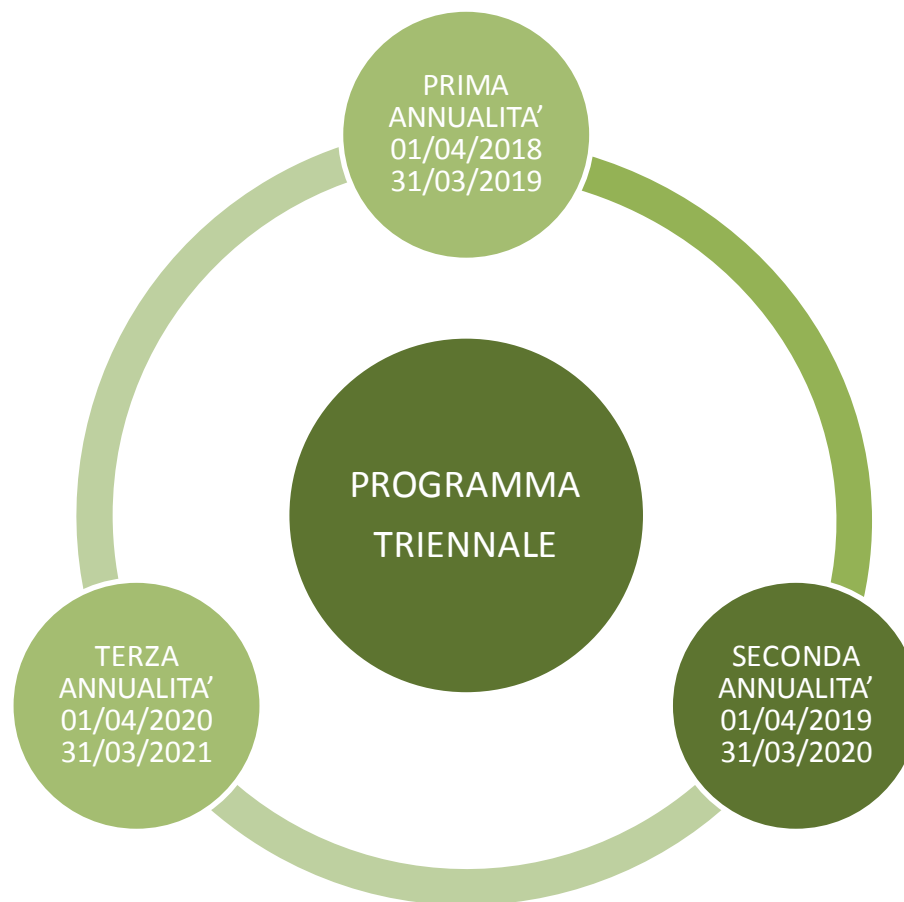 PRIMA
ANNUALITA’
01/04/2018
31/03/2019
PROGRAMMA
TRIENNALE
TERZA
ANNUALITA’
01/04/2020
31/03/2021
SECONDA
ANNUALITA’
01/04/2019
31/03/2020